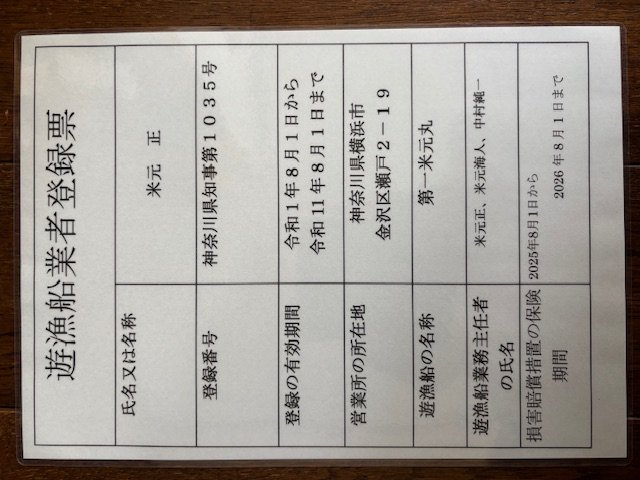 遊漁船業者登録票
氏名又は名称
米元 正
登録番号
神奈川県知事第1035号
登録の有効期間
令和1年8月1日から
令和11年8月1日まで
営業所の所在地
神奈川県横浜市
金沢区瀬戸2－19
遊漁船の名称
第一米元丸
遊漁船業務主任者
の氏名
米元正、米元海人、中村純一
損害賠償措置の保険
期間
2025年8月1日から
2026年8月1日まで